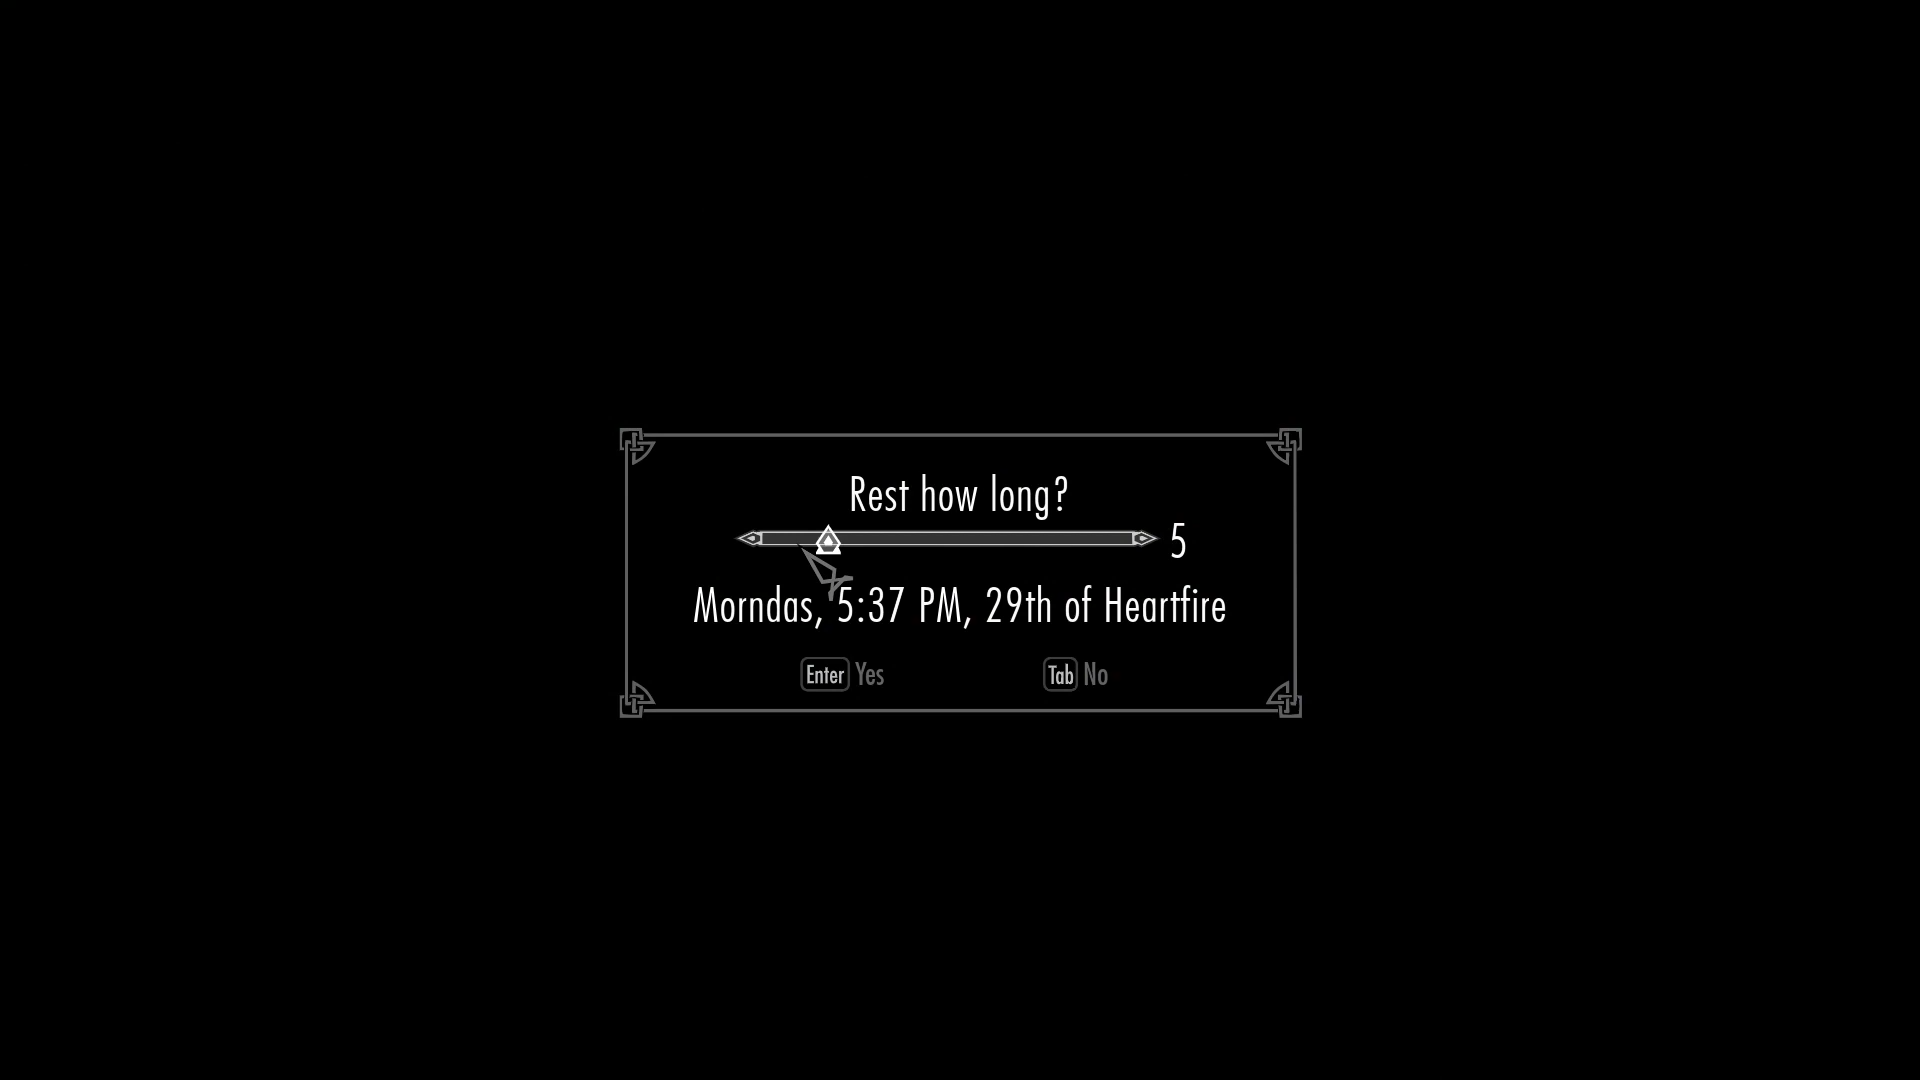 Rest how long?
5
Morndas, 5:37 PM, 29th of Heartfire
Enter Yes Tab No